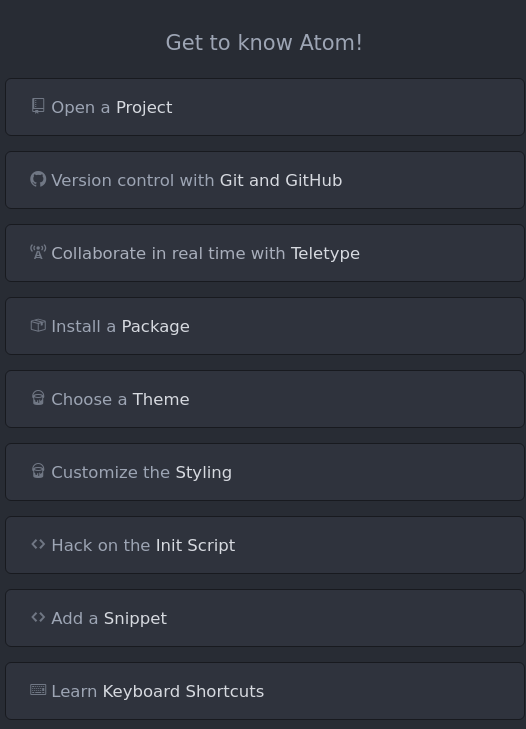 Get to know Atom!
Open a Project
Version control with Git and GitHub
Collaborate in real time with Teletype
Install a Package
Choose a Theme
Customize the Styling
Hack on the Init Script
Add a Snippet
Learn Keyboard Shortcuts